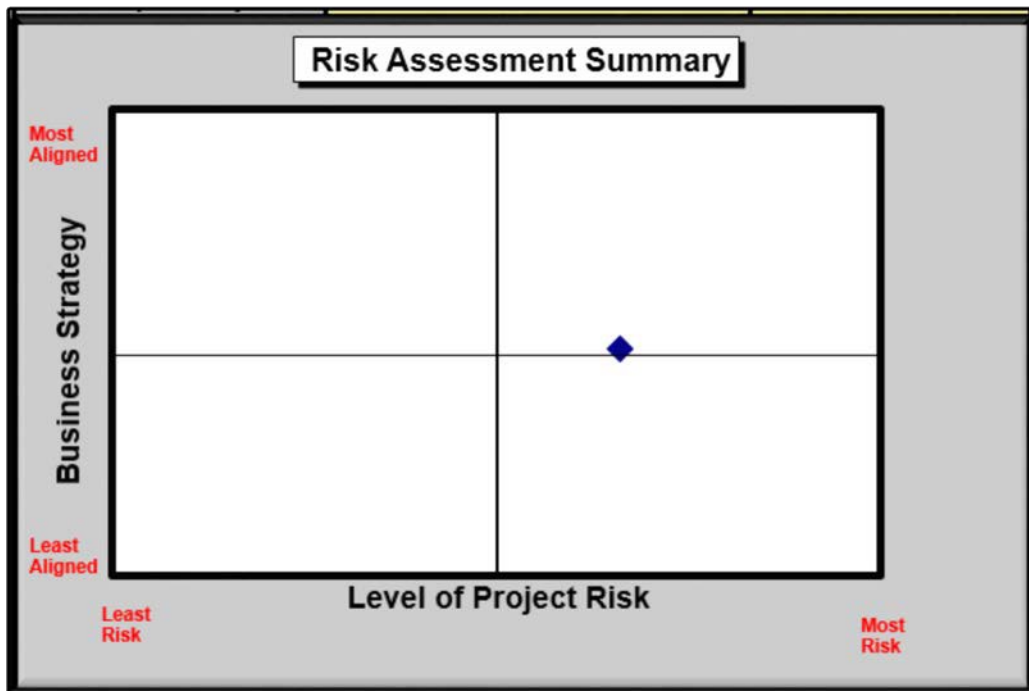 Risk Assessment Summary
Most
Aligned
Business Strategy
Least
Aligned
Level of Project Risk
Least
Risk
Most
Risk